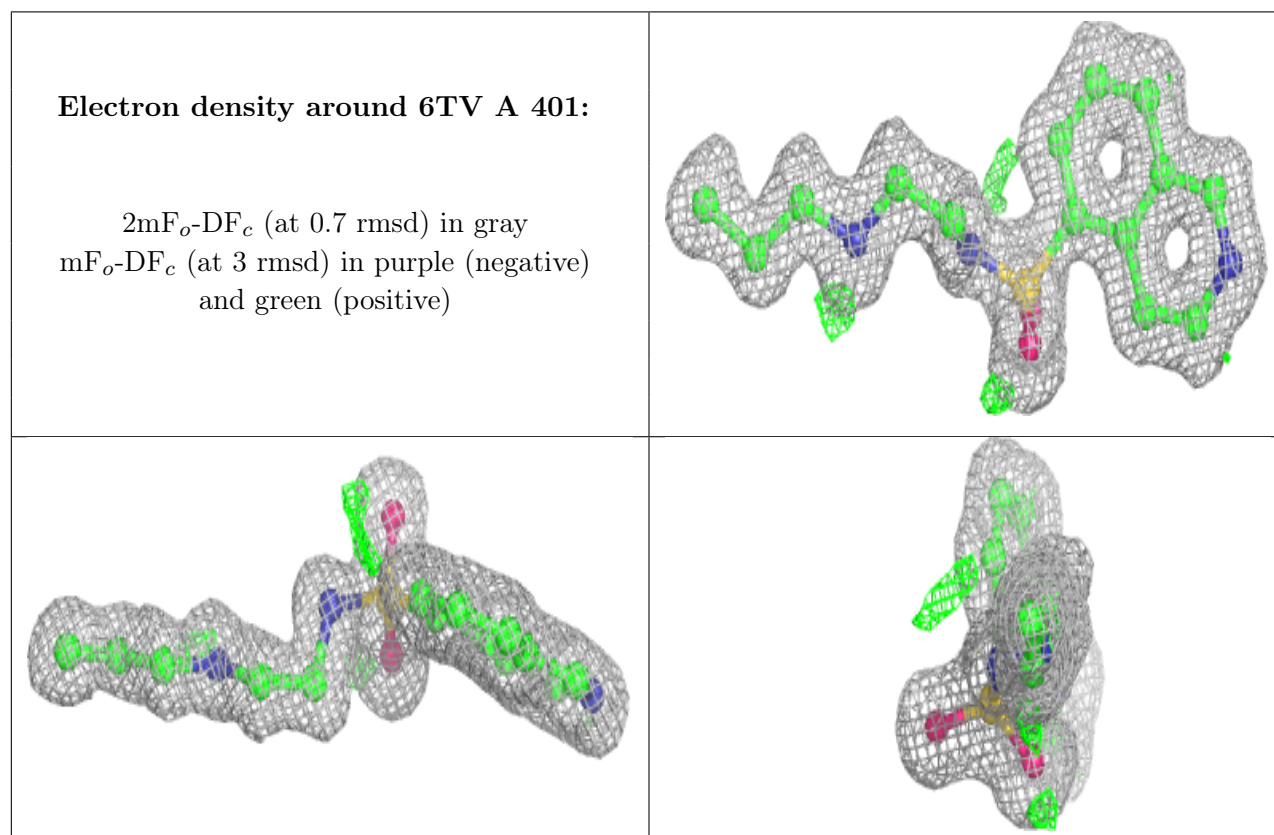 Electron density around 6TV A 401:
2mFₒ-DF𝒸 (at 0.7 rmsd) in gray
mFₒ-DF𝒸 (at 3 rmsd) in purple (negative)
and green (positive)